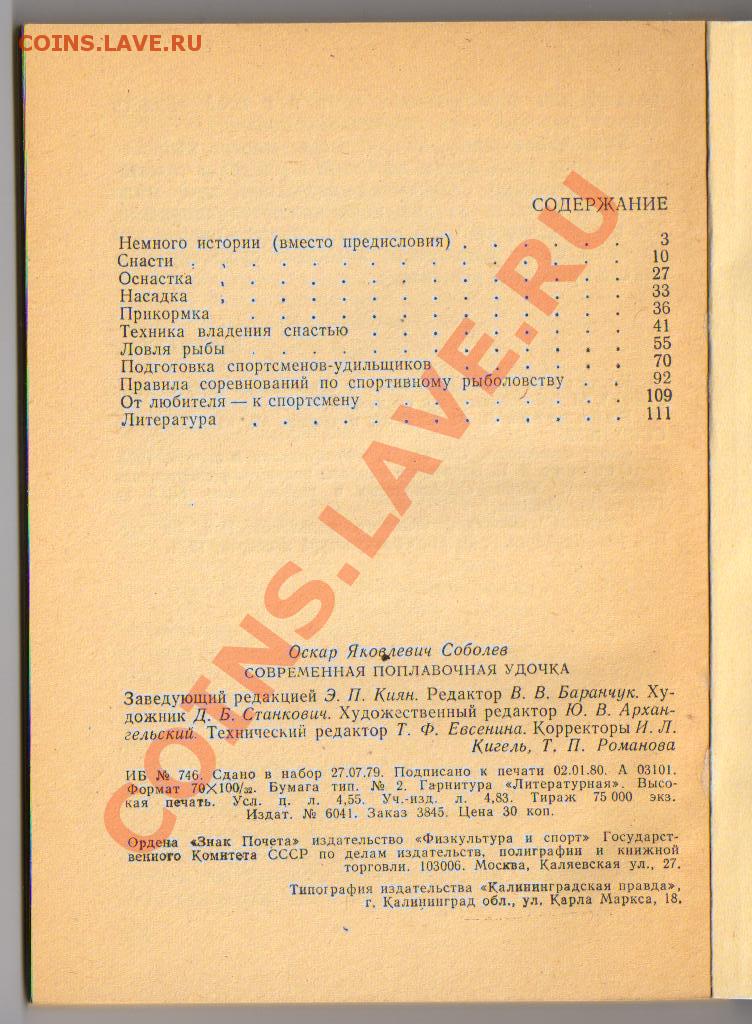 COINS.LAVE.RU
СОДЕРЖАНИЕ
Немного истории (вместо предисловия) . . . . . . 3
Снасти . . . . . . . . . . . . . . . 10
Оснастка . . . . . . . . . . . . . . 27
Насадка . . . . . . . . . . . . . . 33
Прикормка . . . . . . . . . . . . . 36
Техника владения снастью . . . . . . . . . 41
Ловля рыбы . . . . . . . . . . . . . 55
Подготовка спортсменов-удильщиков . . . . . . 70
Правила соревнований по спортивному рыболовству . . 92
От любителя — к спортсмену . . . . . . . . . 109
Литература . . . . . . . . . . . . . 111
COINS.LAVE.RU
Оскар Яковлевич Соболев
СОВРЕМЕННАЯ ПОПЛАВОЧНАЯ УДОЧКА
Заведующий редакцией Э. П. Киян. Редактор В. В. Баранчук. Ху-
дожник Д. Б. Станкович. Художественный редактор Ю. В. Архан-
гельский. Технический редактор Т. Ф. Евсенина. Корректоры И. Л.
Кигель, Т. П. Романова
ИБ № 746. Сдано в набор 27.07.79. Подписано к печати 02.01.80. А 03101.
Формат 70×100/32. Бумага тип. № 2. Гарнитура «Литературная». Высо-
кая печать. Усл. п. л. 4,55. Уч.-изд. л. 4,83. Тираж 75 000 экз.
Издат. № 6041. Заказ 3845. Цена 30 коп.
Ордена «Знак Почета» издательство «Физкультура и спорт» Государст-
венного Комитета СССР по делам издательств, полиграфии и книжной
торговли. 103006. Москва, Каляевская ул., 27.
Типография издательства «Калининградская правда»,
г. Калининград обл., ул. Карла Маркса, 18.